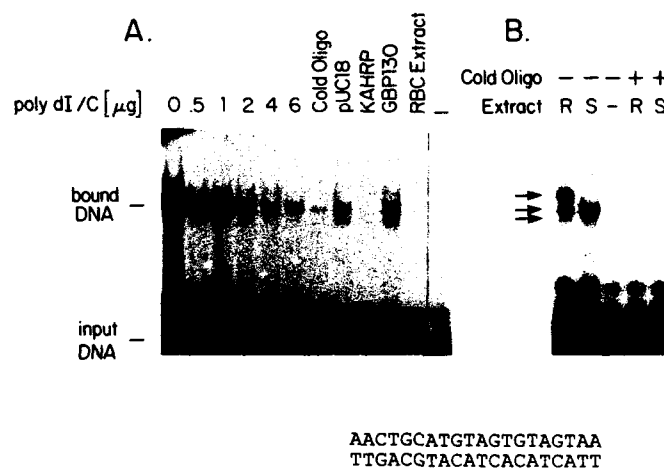 A.
B.
Cold Oligo
pUC18
KAHRP
GBP130
RBC Extract
—
poly dI/C [μg] 0 .5 1 2 4 6
Cold Oligo − − − + +
Extract R S − R S
bound
DNA
input
DNA
AACTGCATGTAGTGTAGTAA
TTGACGTACATCACATCATT